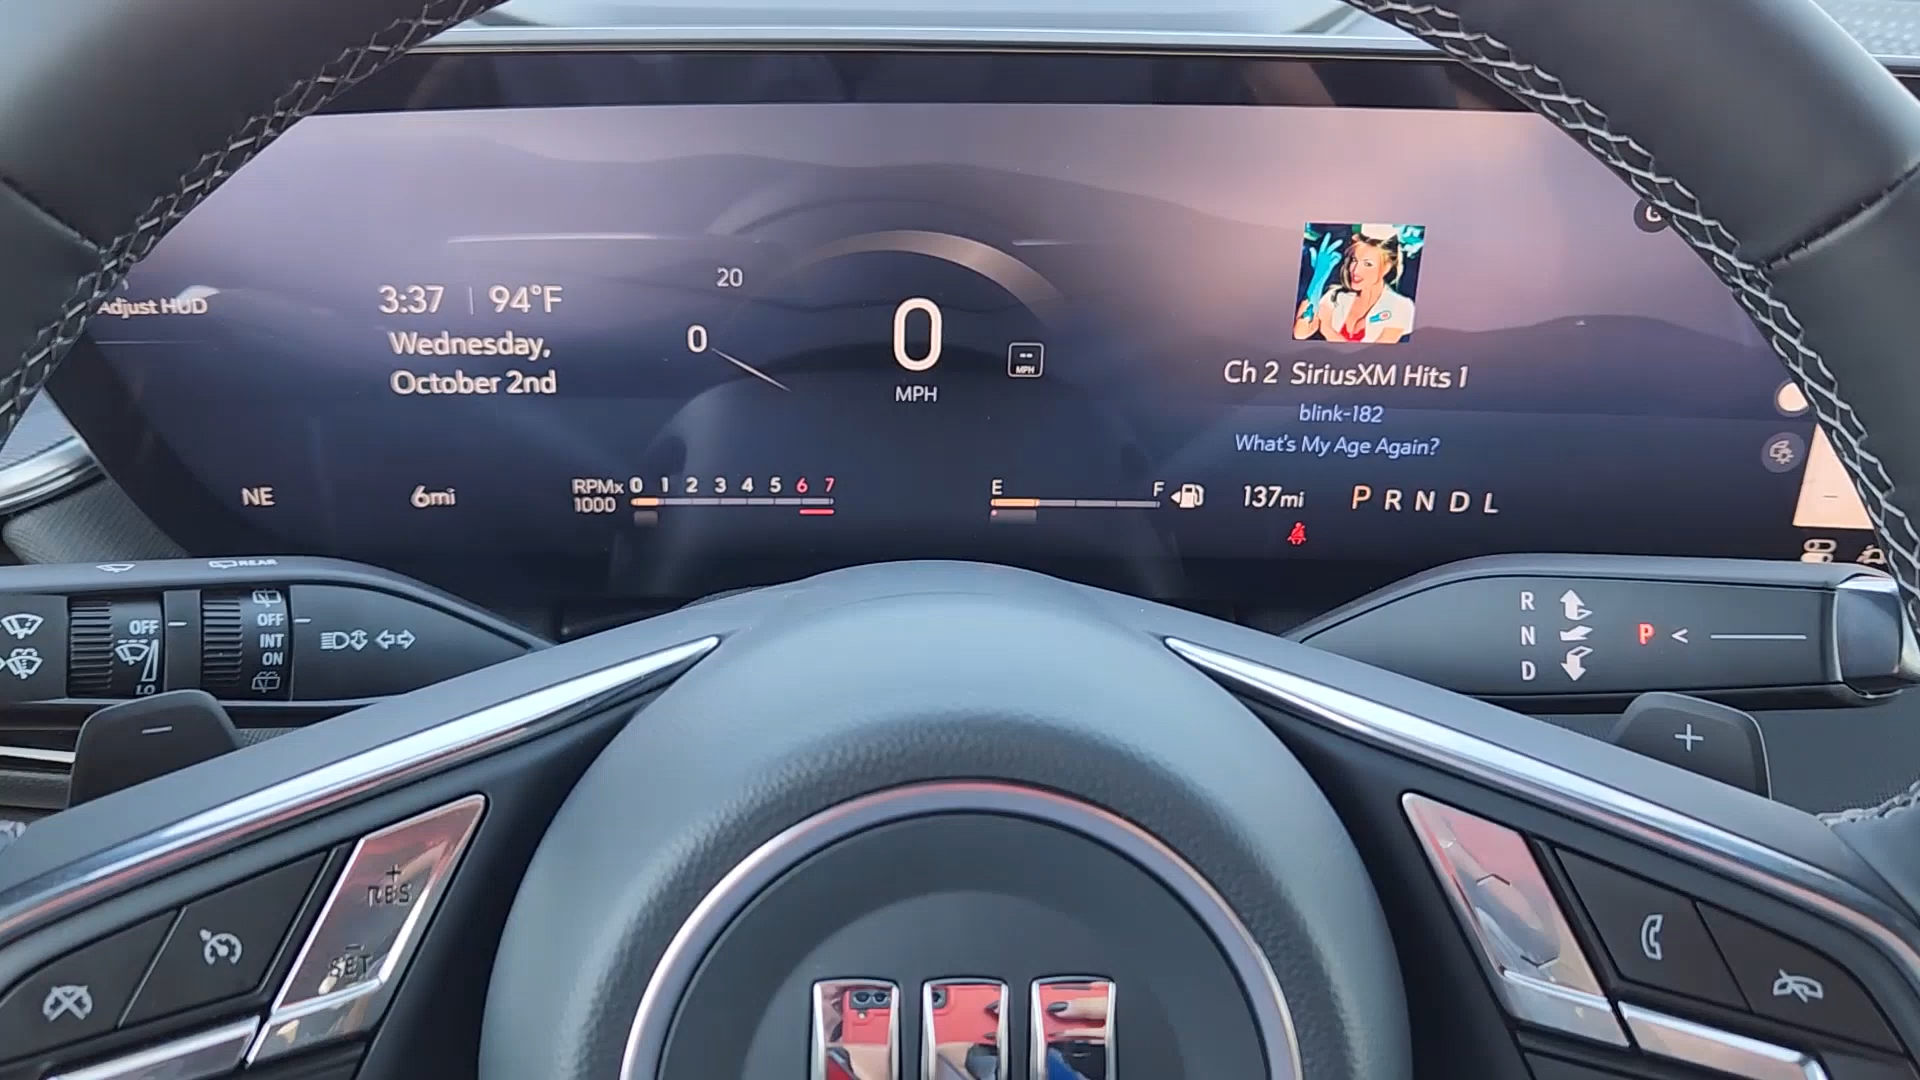 Adjust HUD
3:37 | 94°F
Wednesday,
October 2nd
20
0
0
MPH
--
MPH
Ch 2 SiriusXM Hits 1
blink-182
What's My Age Again?
NE
6mi
RPMx 0 1 2 3 4 5 6 7
1000
E F
137mi
P R N D L
REAR
OFF
LO
OFF
INT
ON
R
N
D
P <
−
+
+
RES
−
SET